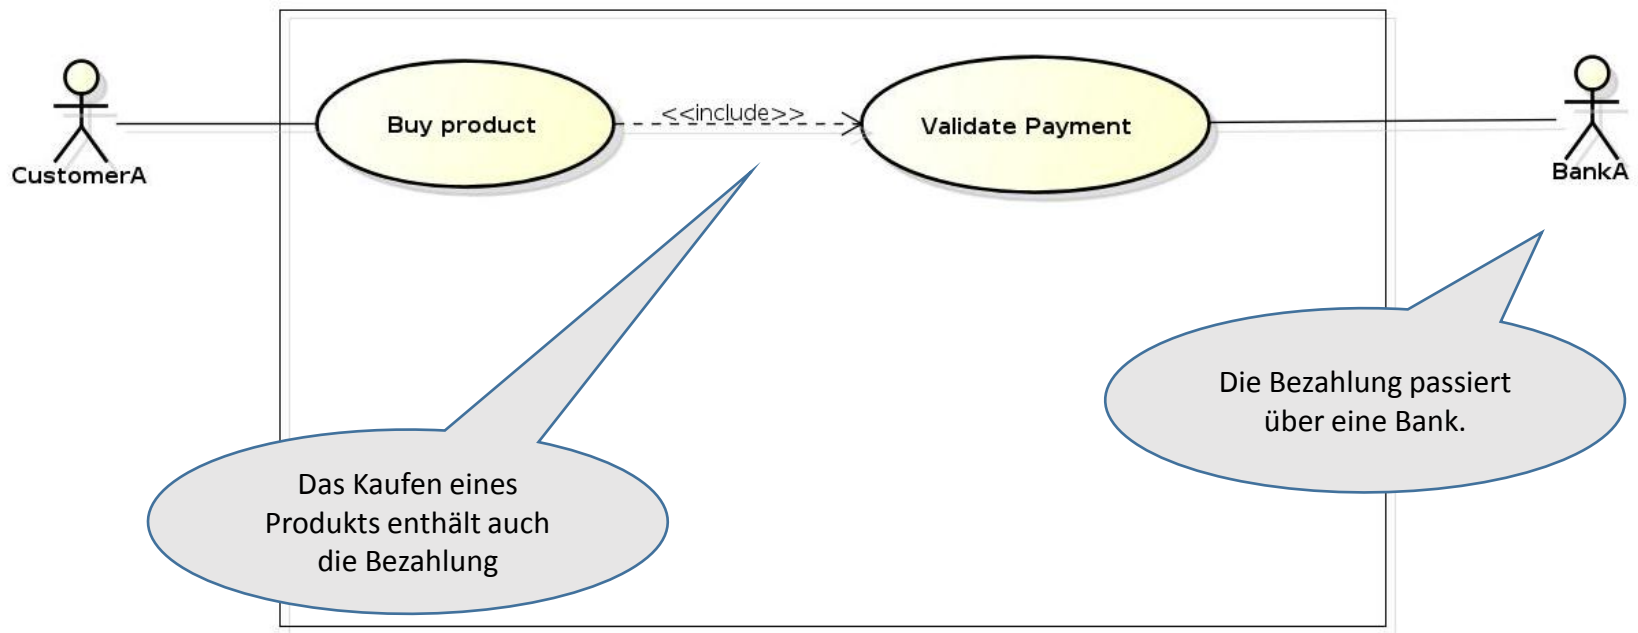 <<include>>
Buy product
Validate Payment
CustomerA
BankA
Die Bezahlung passiert
über eine Bank.
Das Kaufen eines
Produkts enthält auch
die Bezahlung